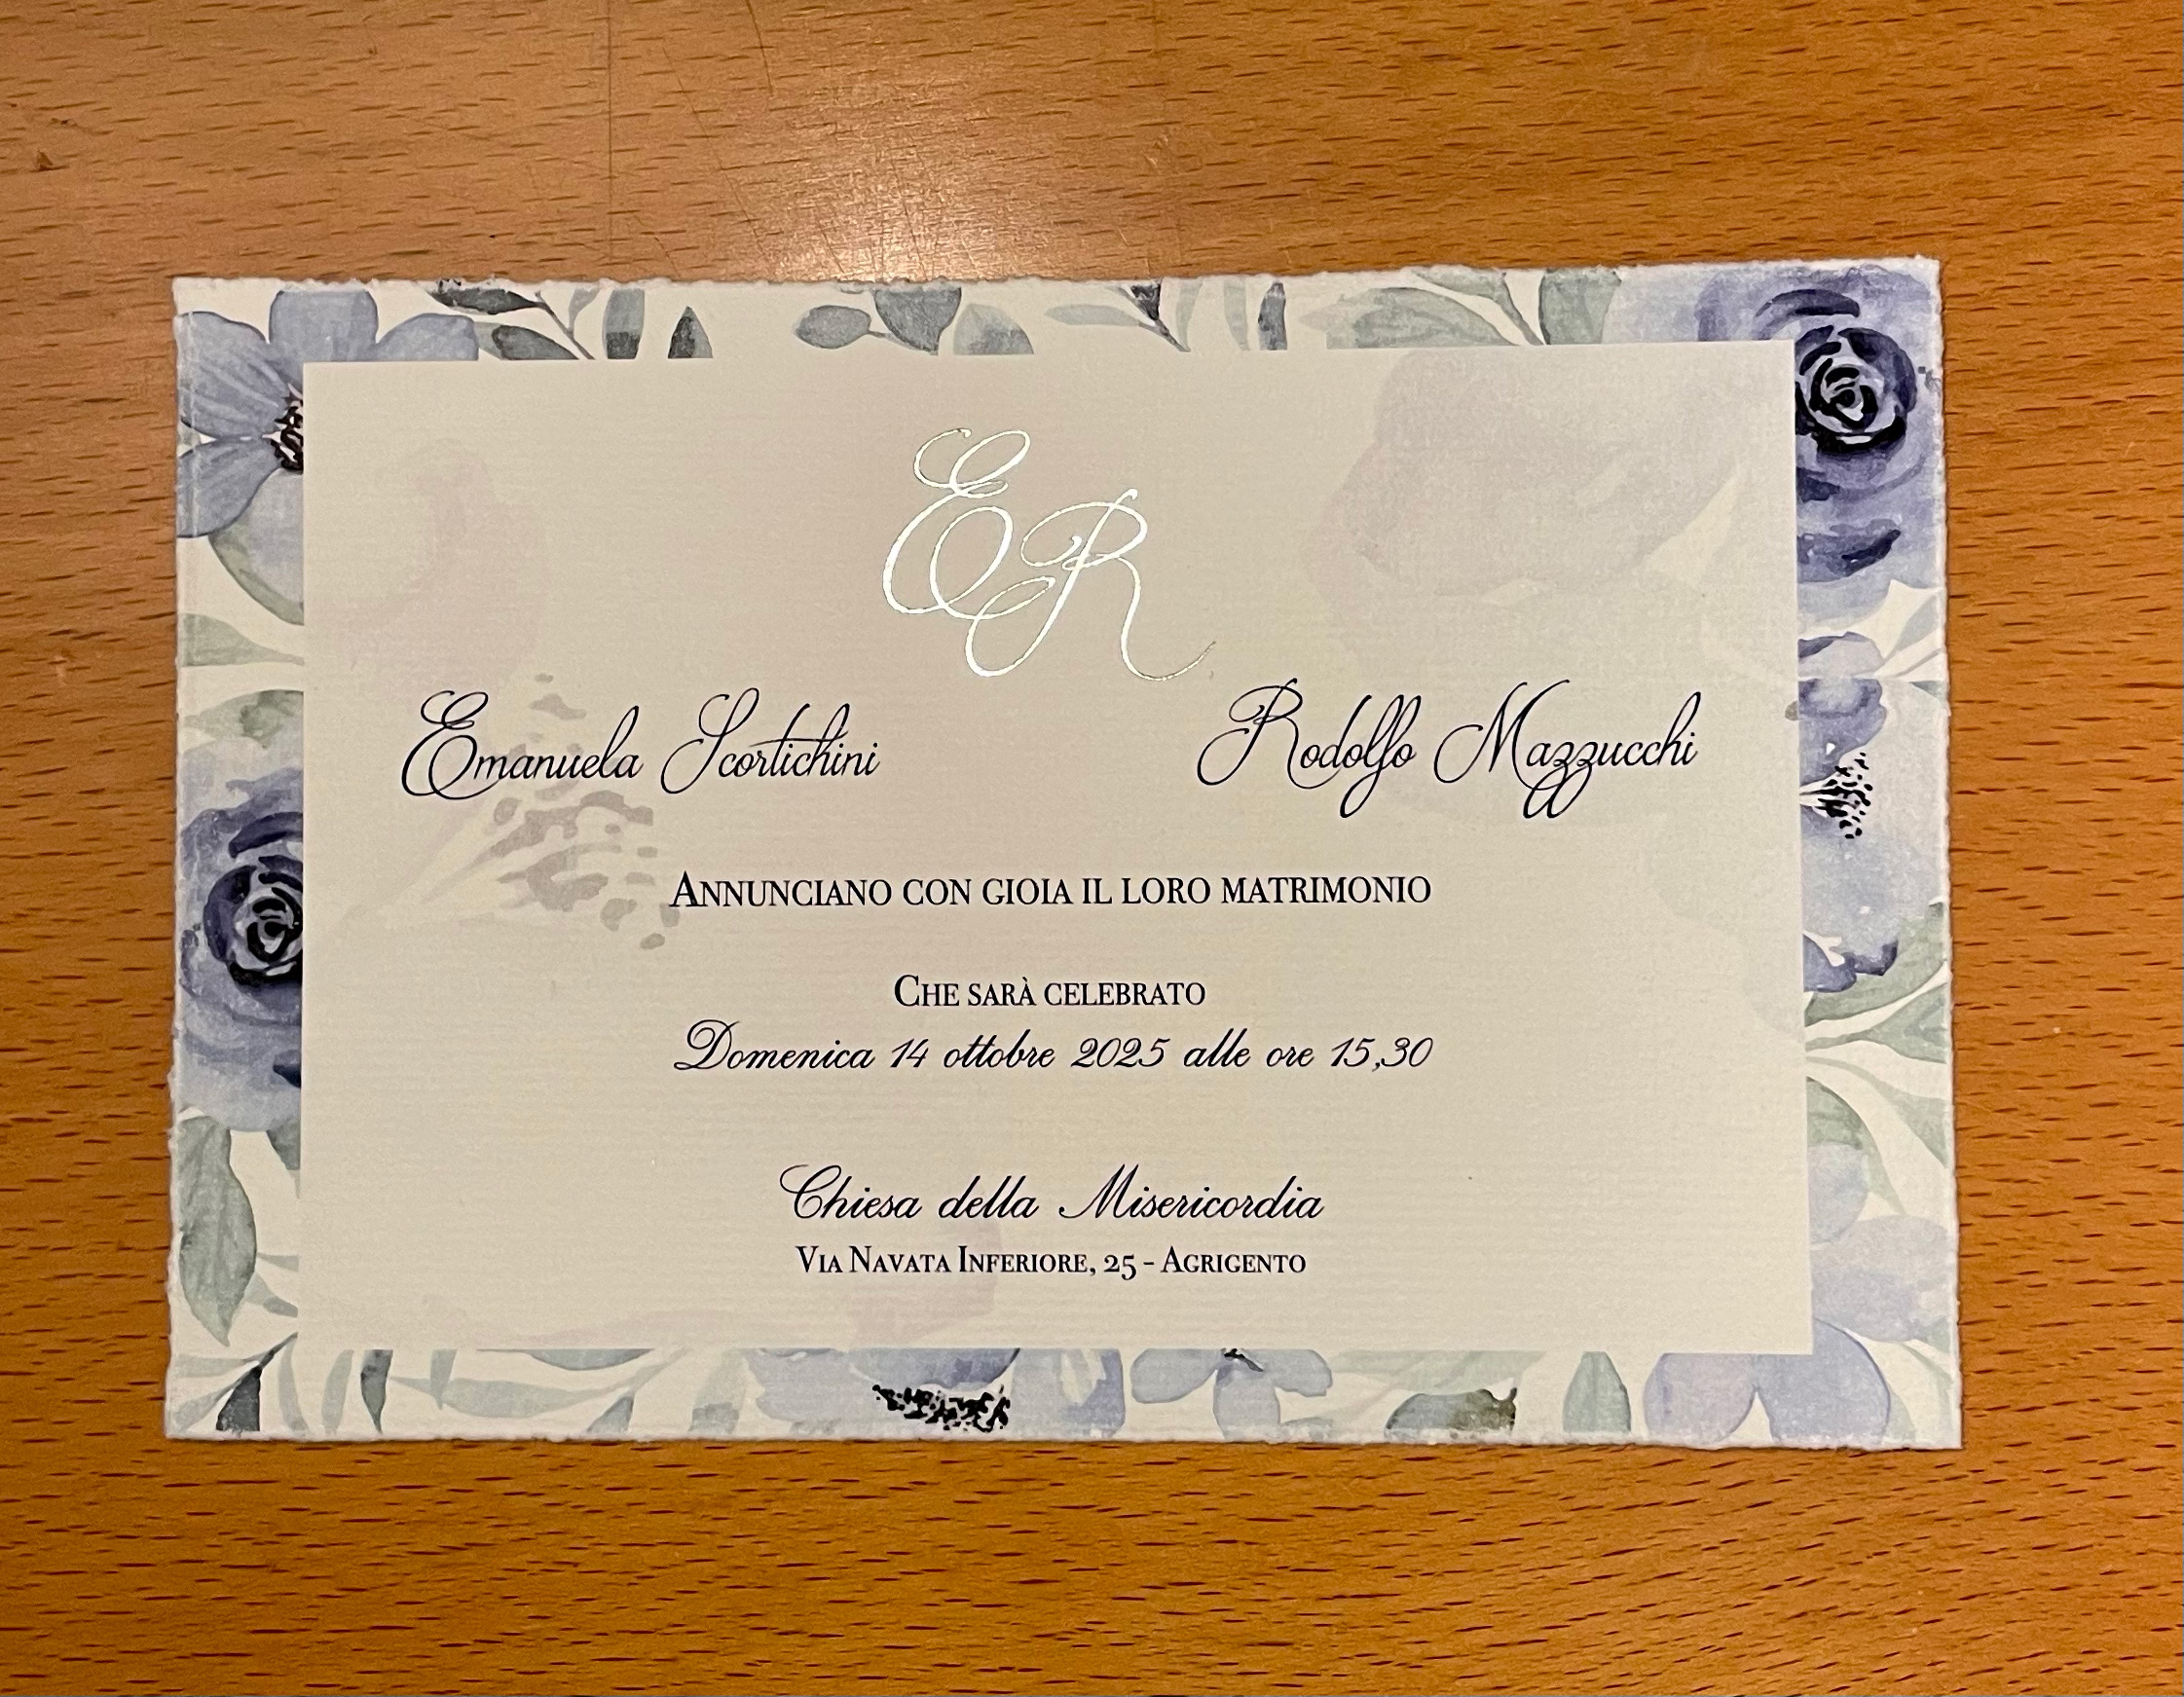 ER
Emanuela Scortichini Rodolfo Mazzucchi
ANNUNCIANO CON GIOIA IL LORO MATRIMONIO
CHE SARÀ CELEBRATO
Domenica 14 ottobre 2025 alle ore 15,30
Chiesa della Misericordia
VIA NAVATA INFERIORE, 25 - AGRIGENTO